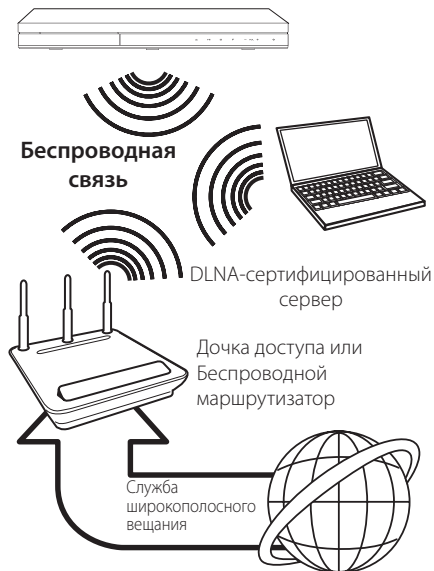 Беспроводная
связь
DLNA-сертифицированный
сервер
Дочка доступа или
Беспроводной
маршрутизатор
Служба
широкополосного
вещания